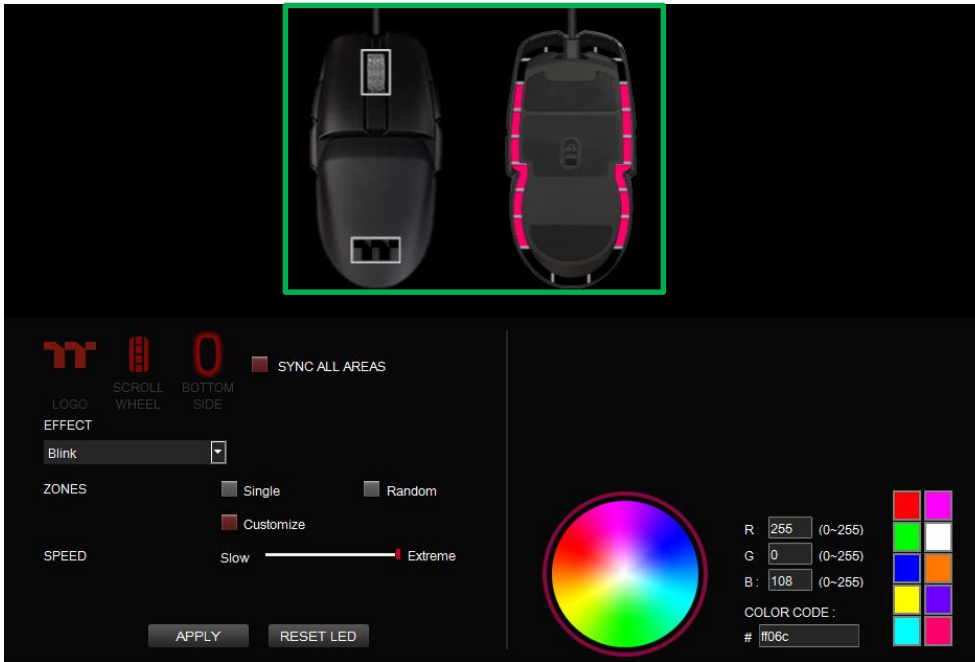 SYNC ALL AREAS
LOGO
SCROLL
WHEEL
BOTTOM
SIDE
EFFECT
Blink
ZONES
Single
Random
Customize
SPEED
Slow
Extreme
APPLY
RESET LED
R 255 (0~255)
G 0 (0~255)
B : 108 (0~255)
COLOR CODE :
# ff06c